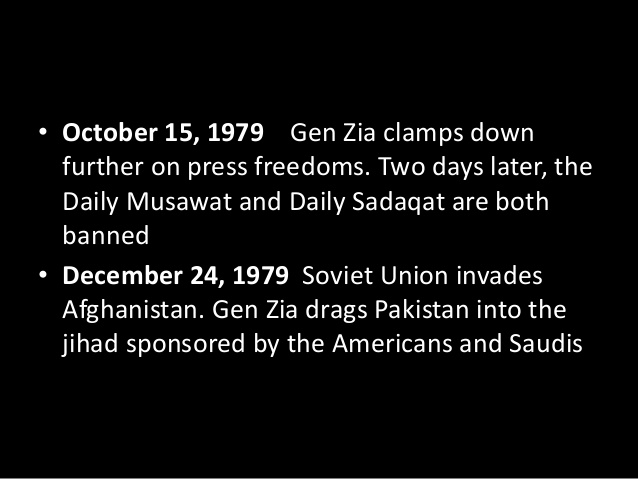 • October 15, 1979 Gen Zia clamps down
further on press freedoms. Two days later, the
Daily Musawat and Daily Sadaqat are both
banned
• December 24, 1979 Soviet Union invades
Afghanistan. Gen Zia drags Pakistan into the
jihad sponsored by the Americans and Saudis